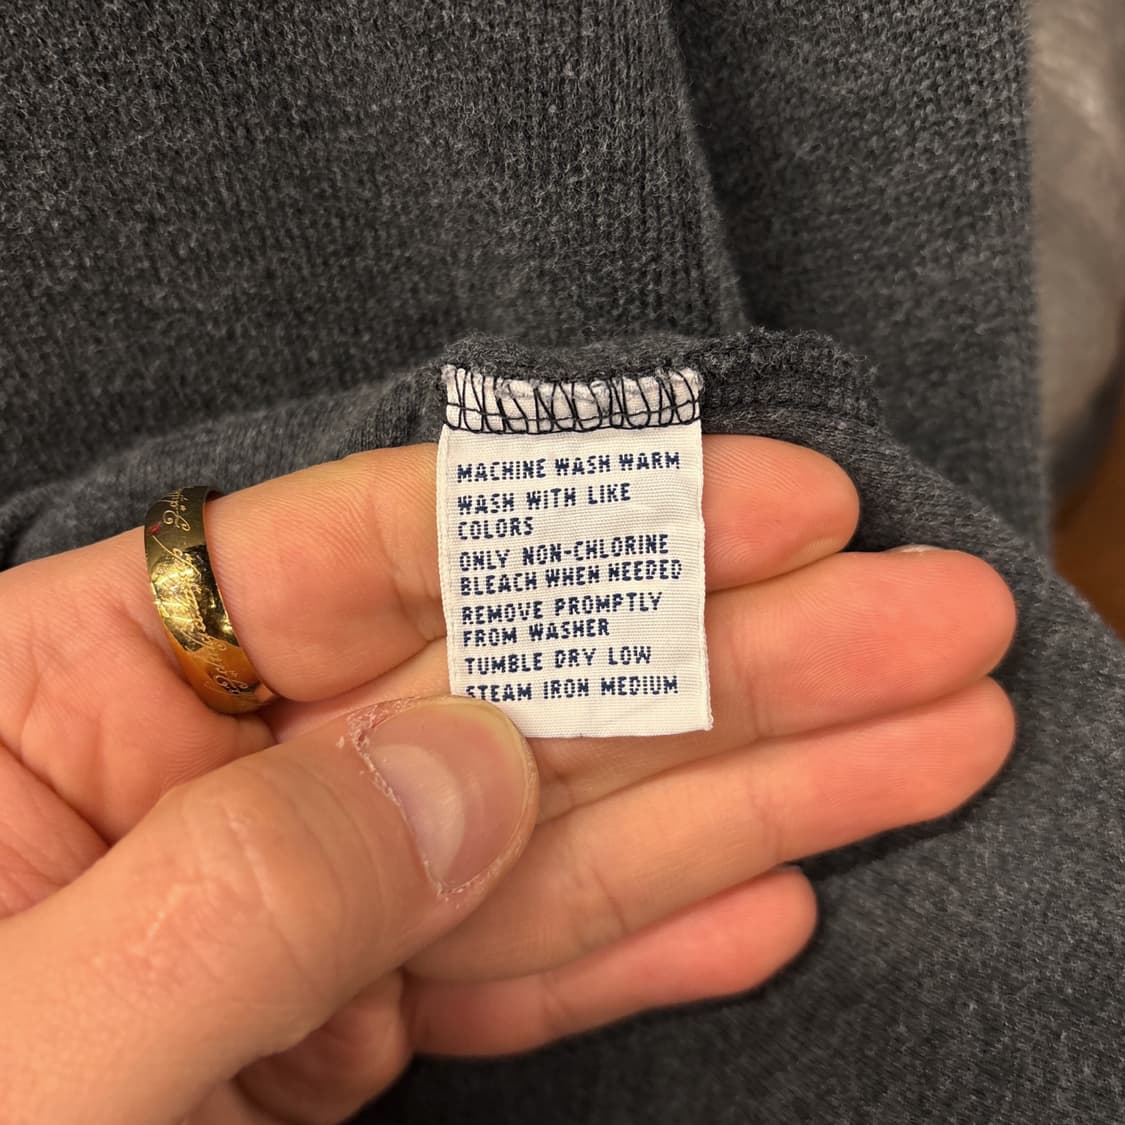 MACHINE WASH WARM
WASH WITH LIKE
COLORS
ONLY NON-CHLORINE
BLEACH WHEN NEEDED
REMOVE PROMPTLY
FROM WASHER
TUMBLE DRY LOW
STEAM IRON MEDIUM